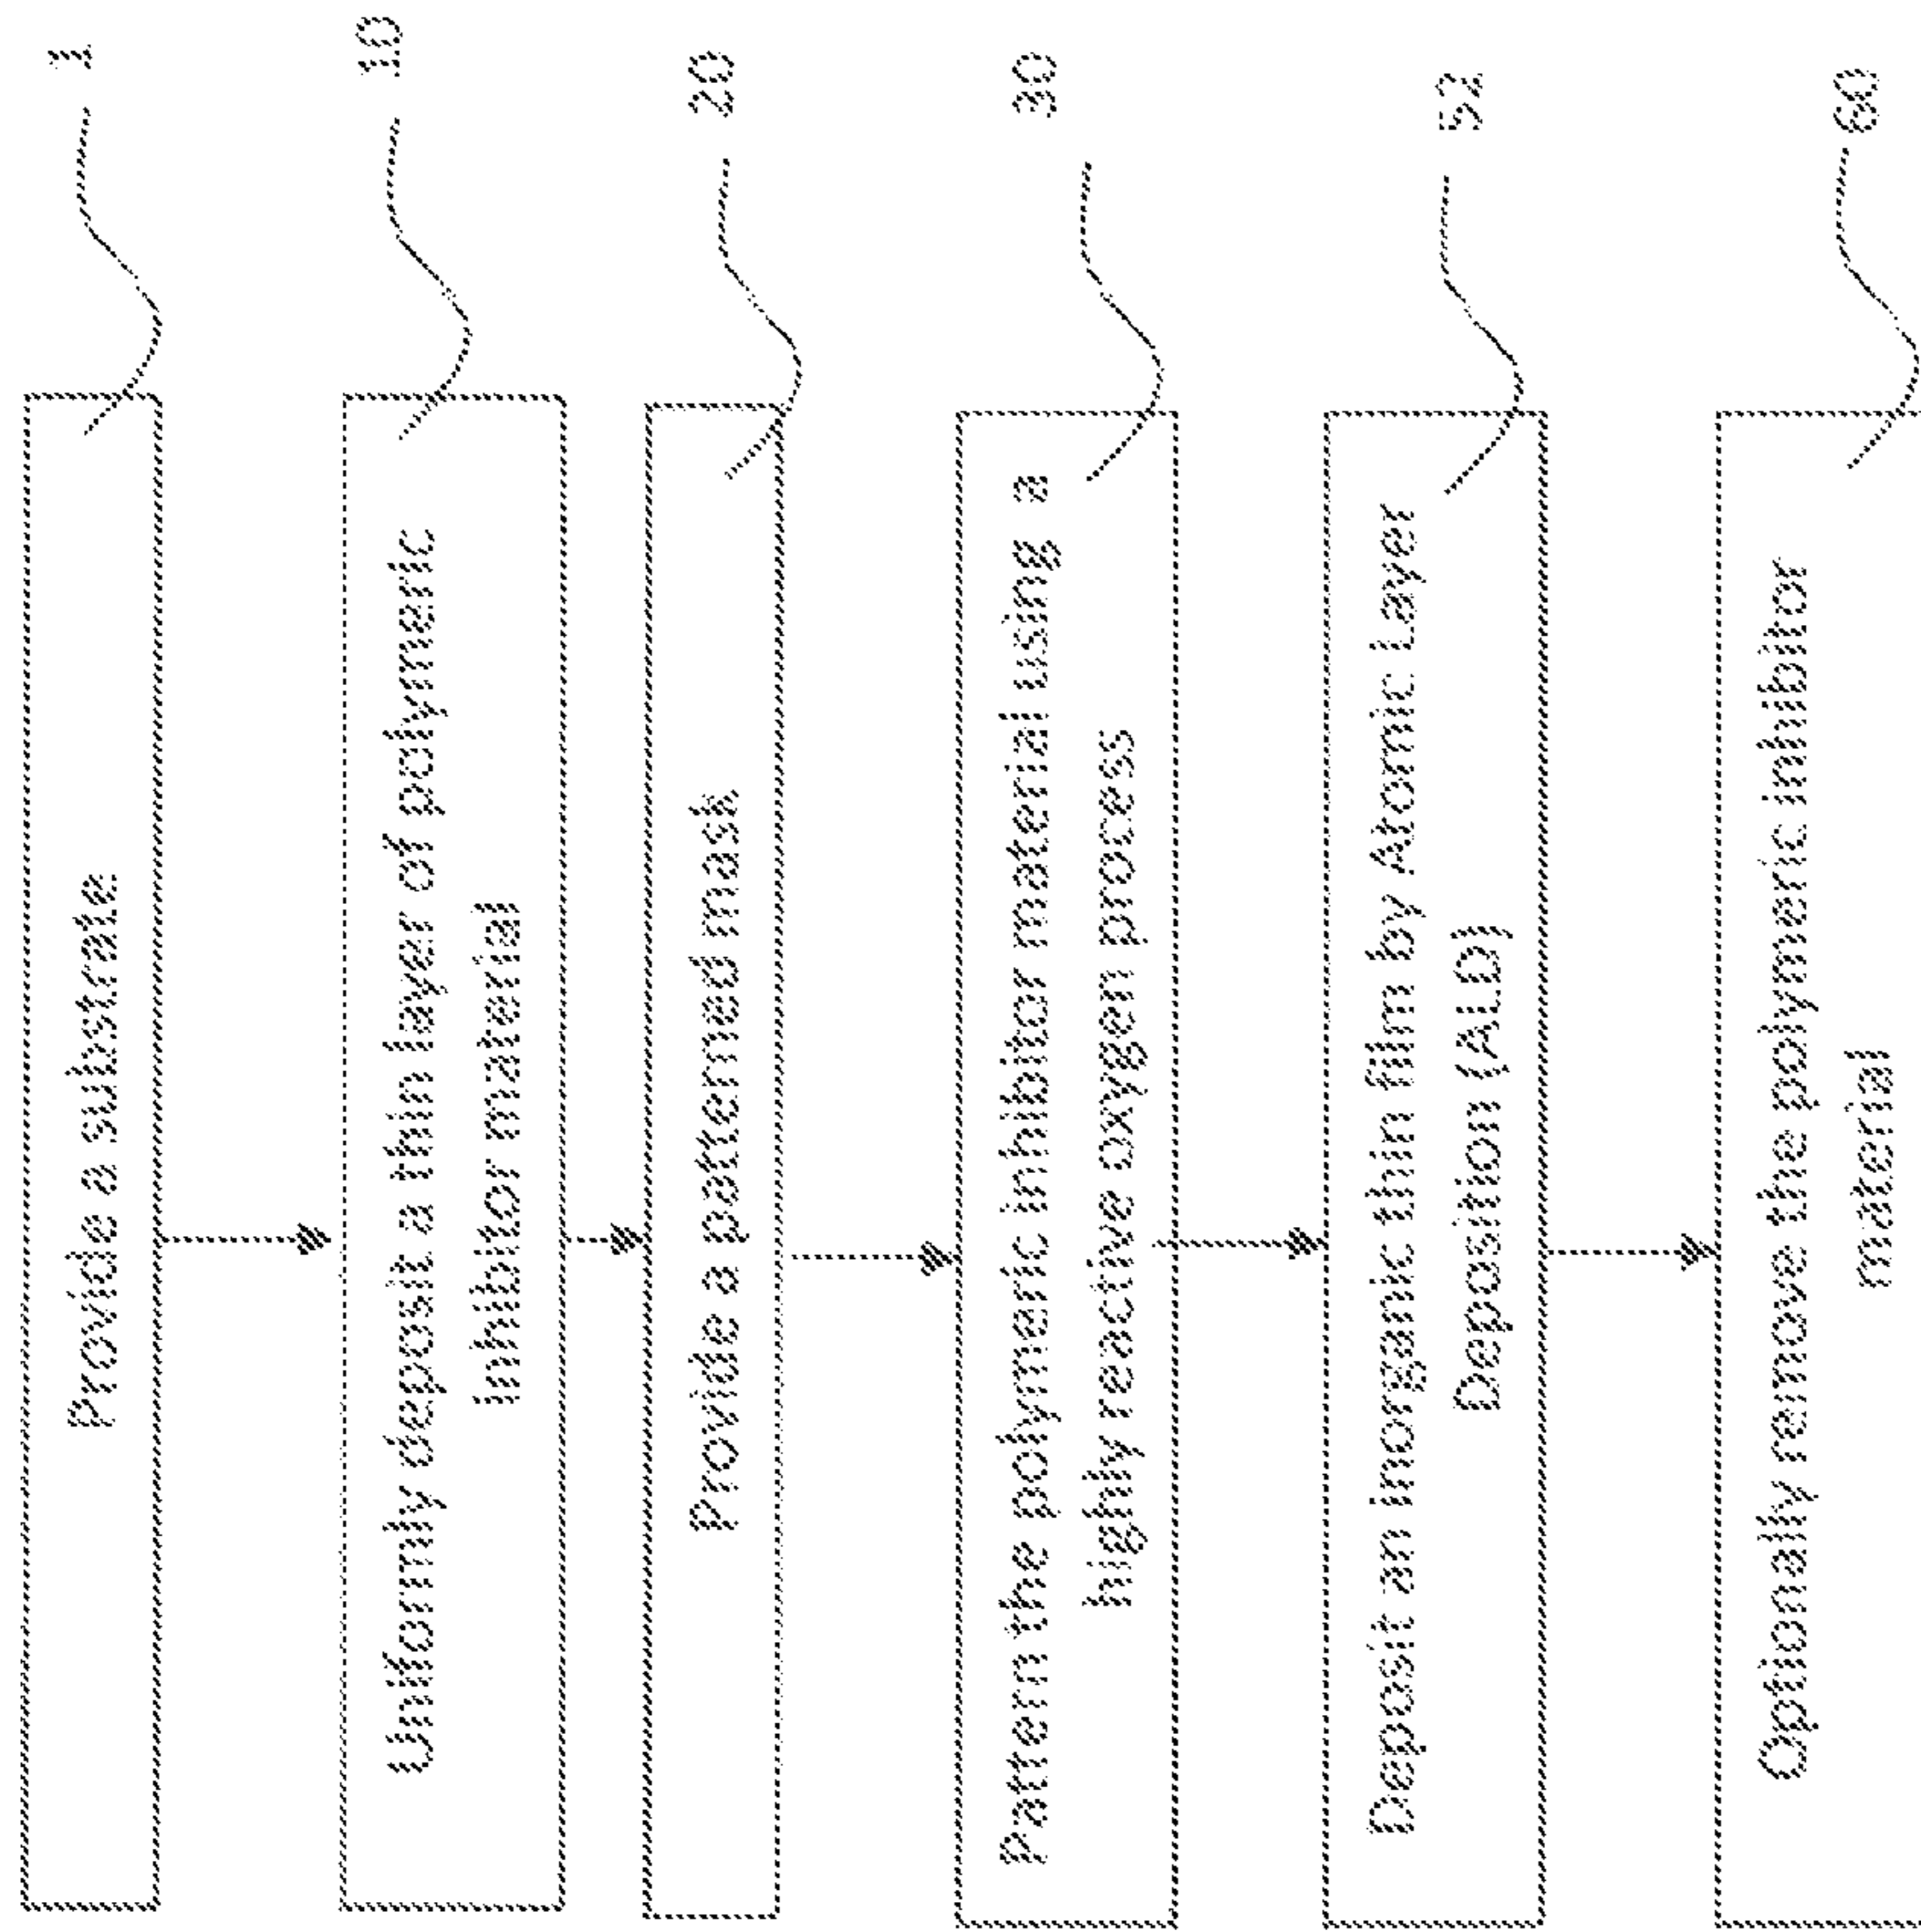 Provide a substrate
1
Uniformly deposit a thin layer of polymeric
inhibitor material
10
Provide a patterned mask
20
Pattern the polymeric inhibitor material using a
highly reactive oxygen process
30
Deposit an inorganic thin film by Atomic Layer
Deposition (ALD)
52
Optionally remove the polymeric inhibitor
material
60